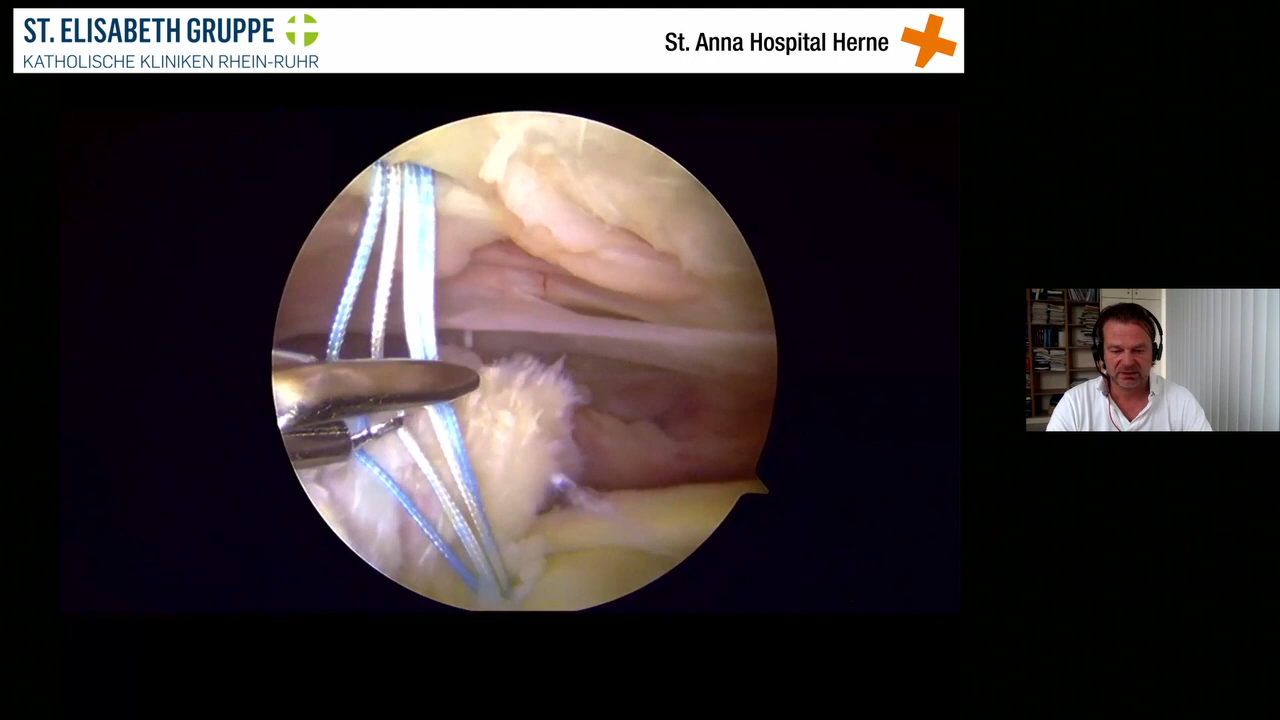 ST. ELISABETH GRUPPE
KATHOLISCHE KLINIKEN RHEIN-RUHR
St. Anna Hospital Herne